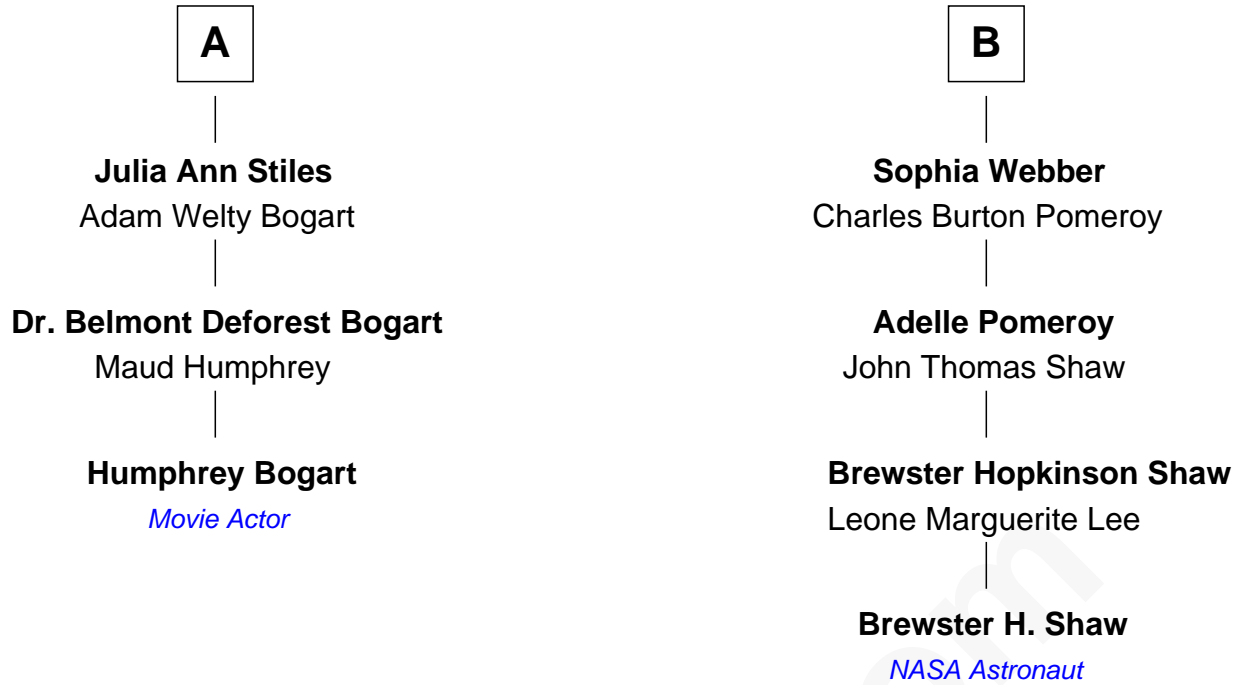 A
Julia Ann Stiles
Adam Welty Bogart
Dr. Belmont Deforest Bogart
Maud Humphrey
Humphrey Bogart
Movie Actor
B
Sophia Webber
Charles Burton Pomeroy
Adelle Pomeroy
John Thomas Shaw
Brewster Hopkinson Shaw
Leone Marguerite Lee
Brewster H. Shaw
NASA Astronaut